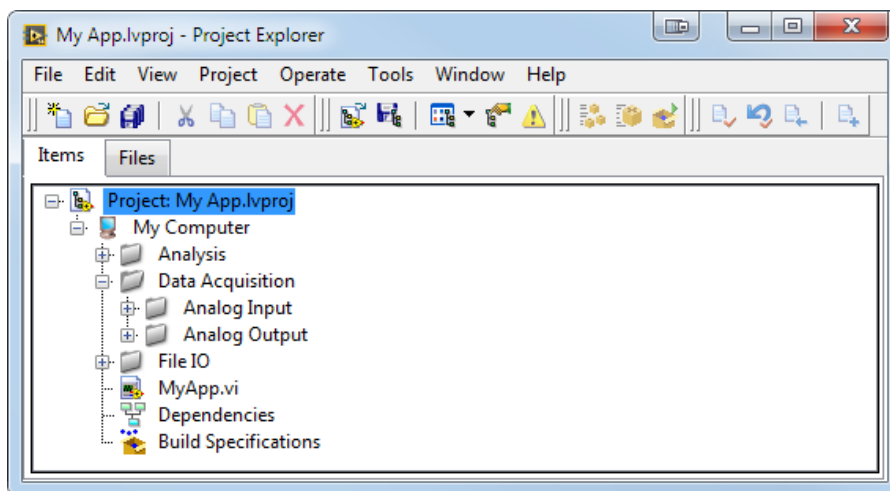 My App.lvproj - Project Explorer
File Edit View Project Operate Tools Window Help
Items Files
Project: My App.lvproj
My Computer
Analysis
Data Acquisition
Analog Input
Analog Output
File IO
MyApp.vi
Dependencies
Build Specifications